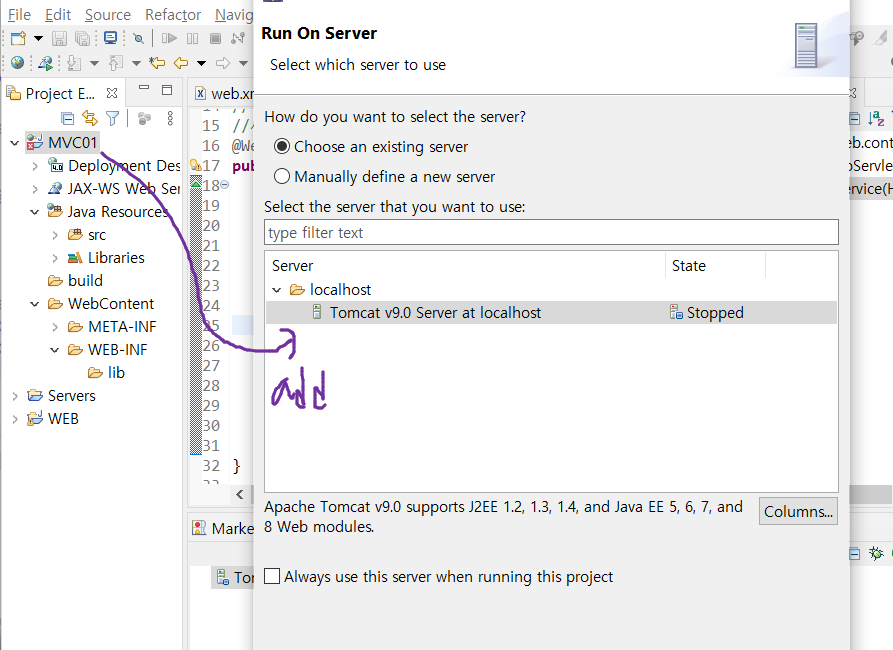 File Edit Source Refactor Navig
Project E...
MVC01
Deployment Des
JAX-WS Web Ser
Java Resources
src
Libraries
build
WebContent
META-INF
WEB-INF
lib
Servers
WEB
web.xr
15 //
16 @We
17 pub
18
19
20
21
22
23
24
25
26
27
28
29
30
31
32 }
Run On Server
Select which server to use
How do you want to select the server?
Choose an existing server
Manually define a new server
Select the server that you want to use:
type filter text
Server State
localhost
Tomcat v9.0 Server at localhost Stopped
add
Apache Tomcat v9.0 supports J2EE 1.2, 1.3, 1.4, and Java EE 5, 6, 7, and
8 Web modules.
Columns...
Always use this server when running this project
Marke
Tor
eb.cont
oServle
ervice(H